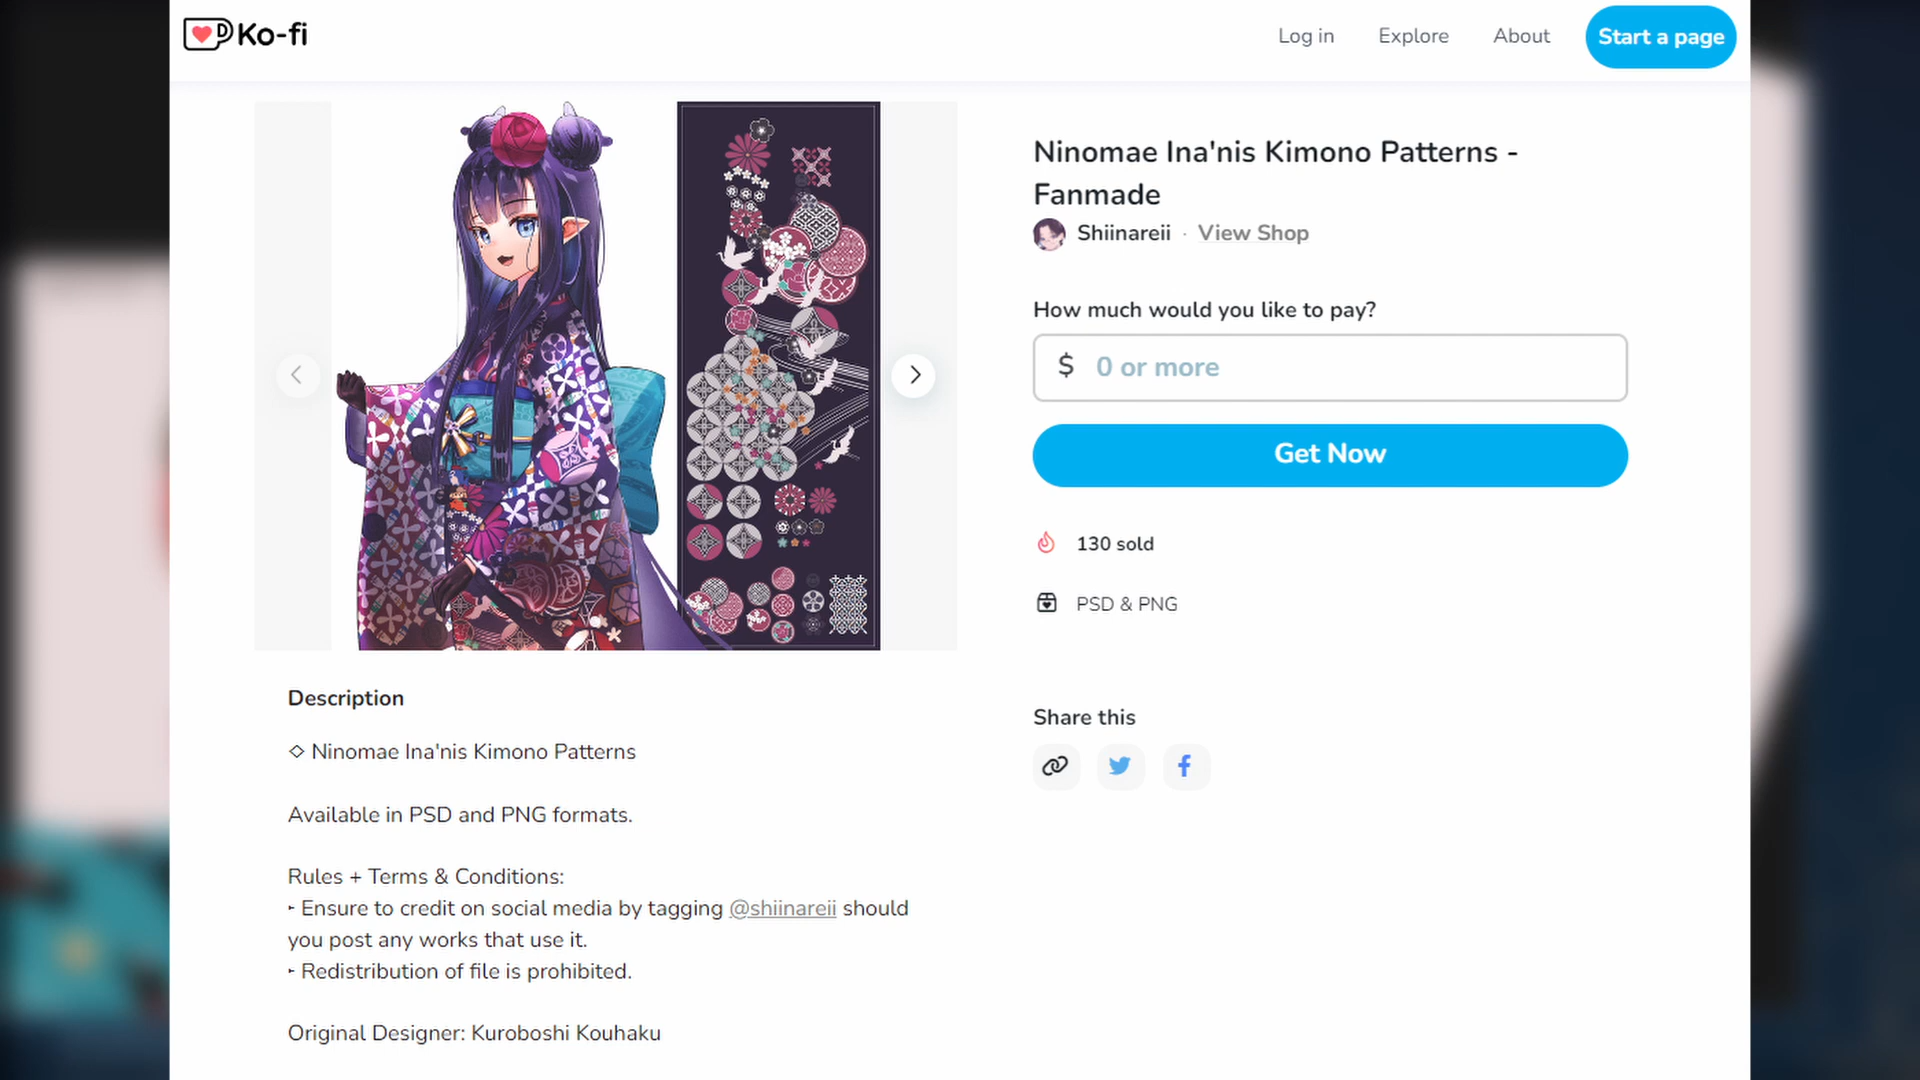 Ko-fi
Log in
Explore
About
Start a page
Ninomae Ina'nis Kimono Patterns -
Fanmade
Shiinareii · View Shop
How much would you like to pay?
$ 0 or more
Get Now
130 sold
PSD & PNG
Share this
Description
◇ Ninomae Ina'nis Kimono Patterns
Available in PSD and PNG formats.
Rules + Terms & Conditions:
‣ Ensure to credit on social media by tagging @shiinareii should
you post any works that use it.
‣ Redistribution of file is prohibited.
Original Designer: Kuroboshi Kouhaku